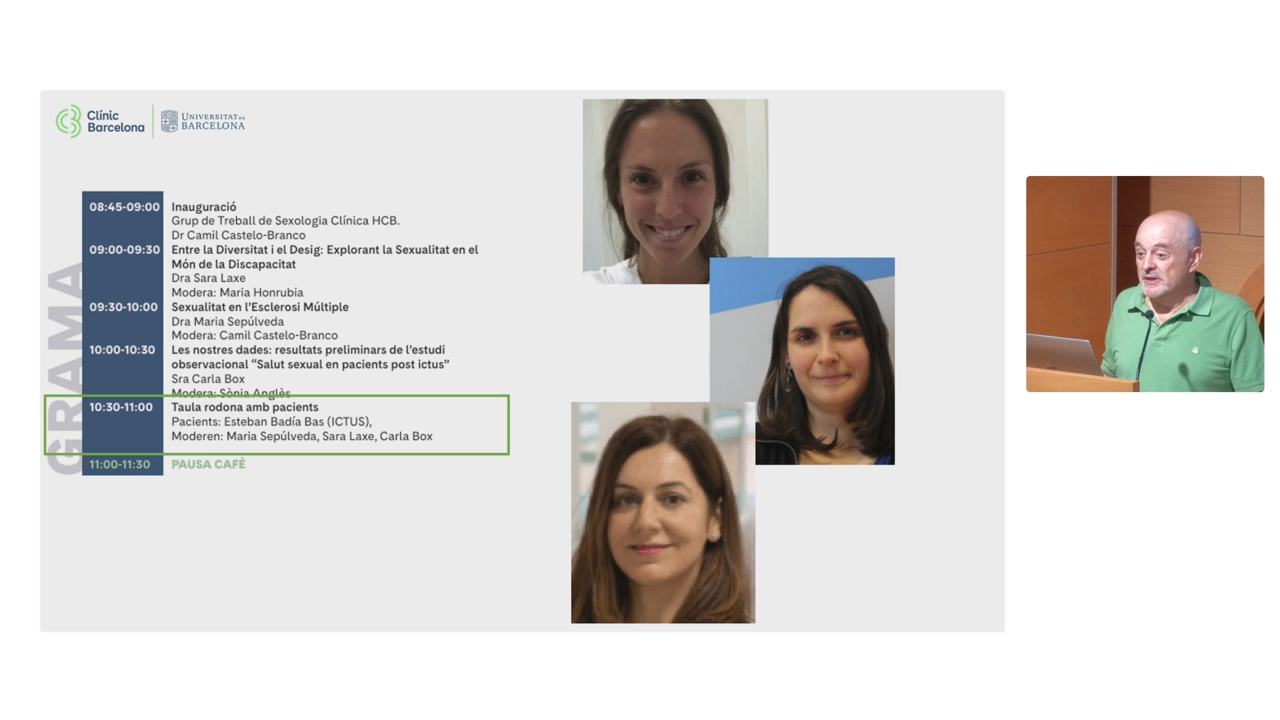 Clínic
Barcelona
UNIVERSITAT DE
BARCELONA
GRAMA
08:45-09:00 Inauguració
Grup de Treball de Sexologia Clínica HCB.
Dr Camil Castelo-Branco
09:00-09:30 Entre la Diversitat i el Desig: Explorant la Sexualitat en el
Món de la Discapacitat
Dra Sara Laxe
Modera: Maria Honrubia
09:30-10:00 Sexualitat en l’Esclerosi Múltiple
Dra Maria Sepúlveda
Modera: Camil Castelo-Branco
10:00-10:30 Les nostres dades: resultats preliminars de l’estudi
observacional “Salut sexual en pacients post ictus”
Sra Carla Box
Modera: Sònia Anglès
10:30-11:00 Taula rodona amb pacients
Pacients: Esteban Badía Bas (ICTUS),
Moderen: Maria Sepúlveda, Sara Laxe, Carla Box
11:00-11:30 PAUSA CAFÈ